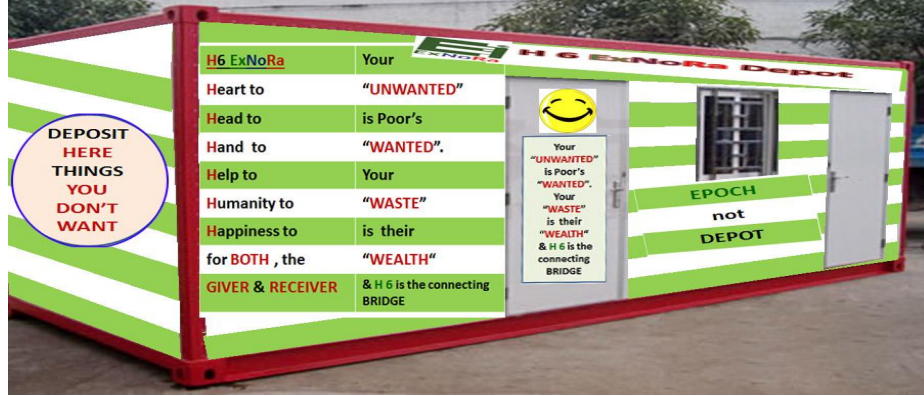 DEPOSIT
HERE
THINGS
YOU
DON'T
WANT
ExNoRa
H 6 ExNoRa Depot
H6 ExNoRa Your
Heart to “UNWANTED”
Head to is Poor’s
Hand to “WANTED”.
Help to Your
Humanity to “WASTE”
Happiness to is their
for BOTH , the “WEALTH“
GIVER & RECEIVER & H 6 is the connecting
BRIDGE
Your
“UNWANTED”
is Poor’s
“WANTED”.
Your
“WASTE”
is their
“WEALTH“
& H 6 is the
connecting
BRIDGE
EPOCH
not
DEPOT